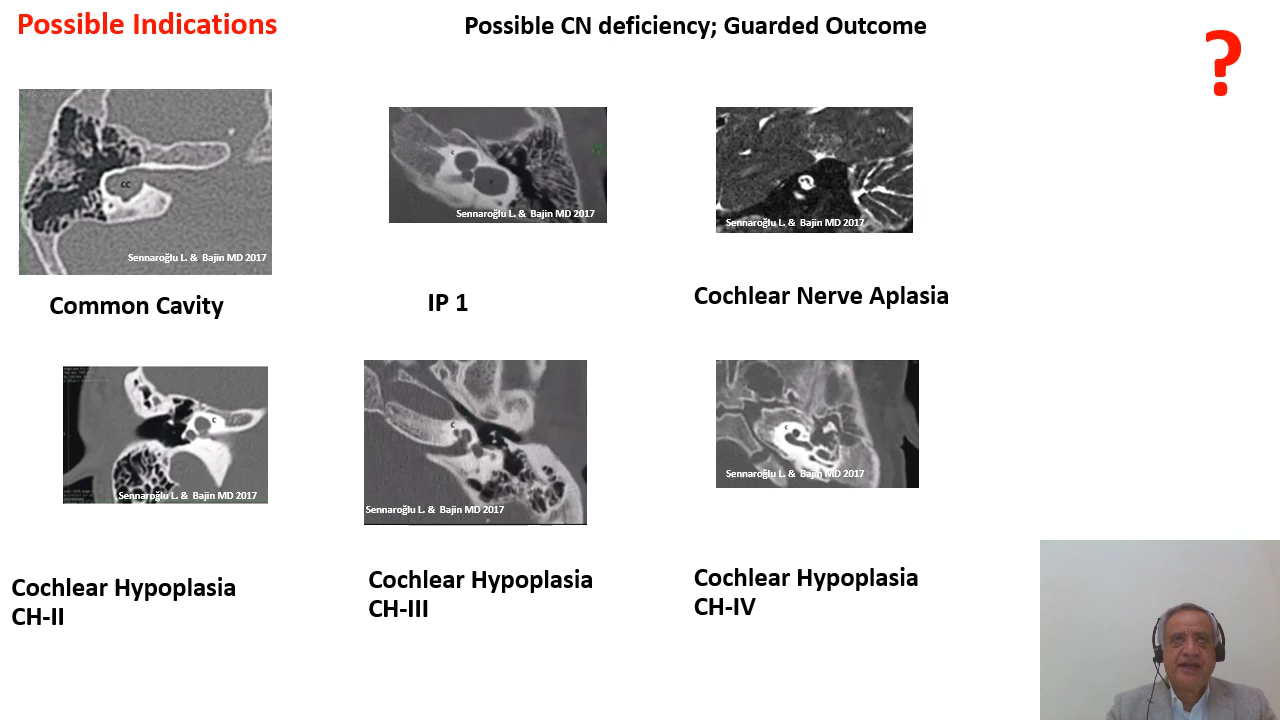 Possible Indications
Possible CN deficiency; Guarded Outcome
?
CC
Sennaroğlu L. & Bajin MD 2017
C
Sennaroğlu L. & Bajin MD 2017
Sennaroğlu L. & Bajin MD 2017
Common Cavity
IP 1
Cochlear Nerve Aplasia
C
Sennaroğlu L. & Bajin MD 2017
C
Sennaroğlu L. & Bajin MD 2017
C
Sennaroğlu L. & Bajin MD 2017
Cochlear Hypoplasia
CH-II
Cochlear Hypoplasia
CH-III
Cochlear Hypoplasia
CH-IV